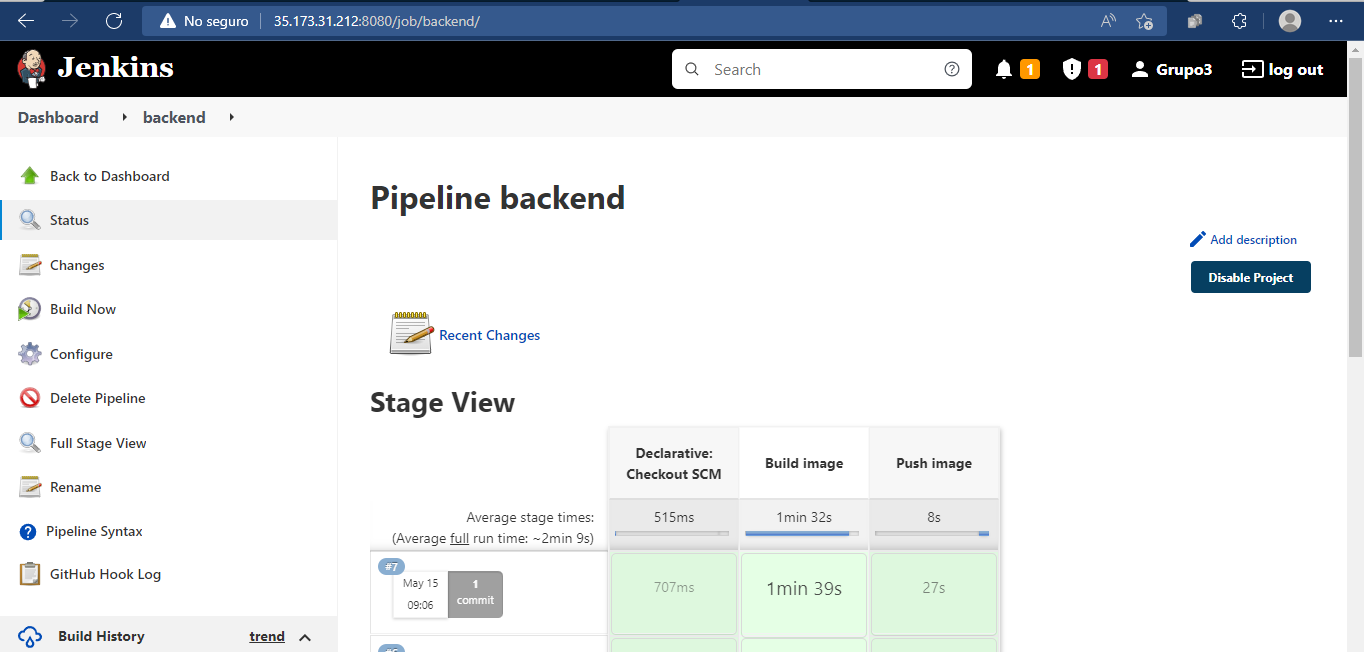 No seguro
35.173.31.212:8080/job/backend/
Jenkins
Search
1
1
Grupo3
log out
Dashboard
backend
Back to Dashboard
Status
Changes
Build Now
Configure
Delete Pipeline
Full Stage View
Rename
Pipeline Syntax
GitHub Hook Log
Build History
trend
Pipeline backend
Add description
Disable Project
Recent Changes
Stage View
Declarative:
Checkout SCM
Build image
Push image
Average stage times:
(Average full run time: ~2min 9s)
515ms
1min 32s
8s
#7
May 15
09:06
1
commit
707ms
1min 39s
27s